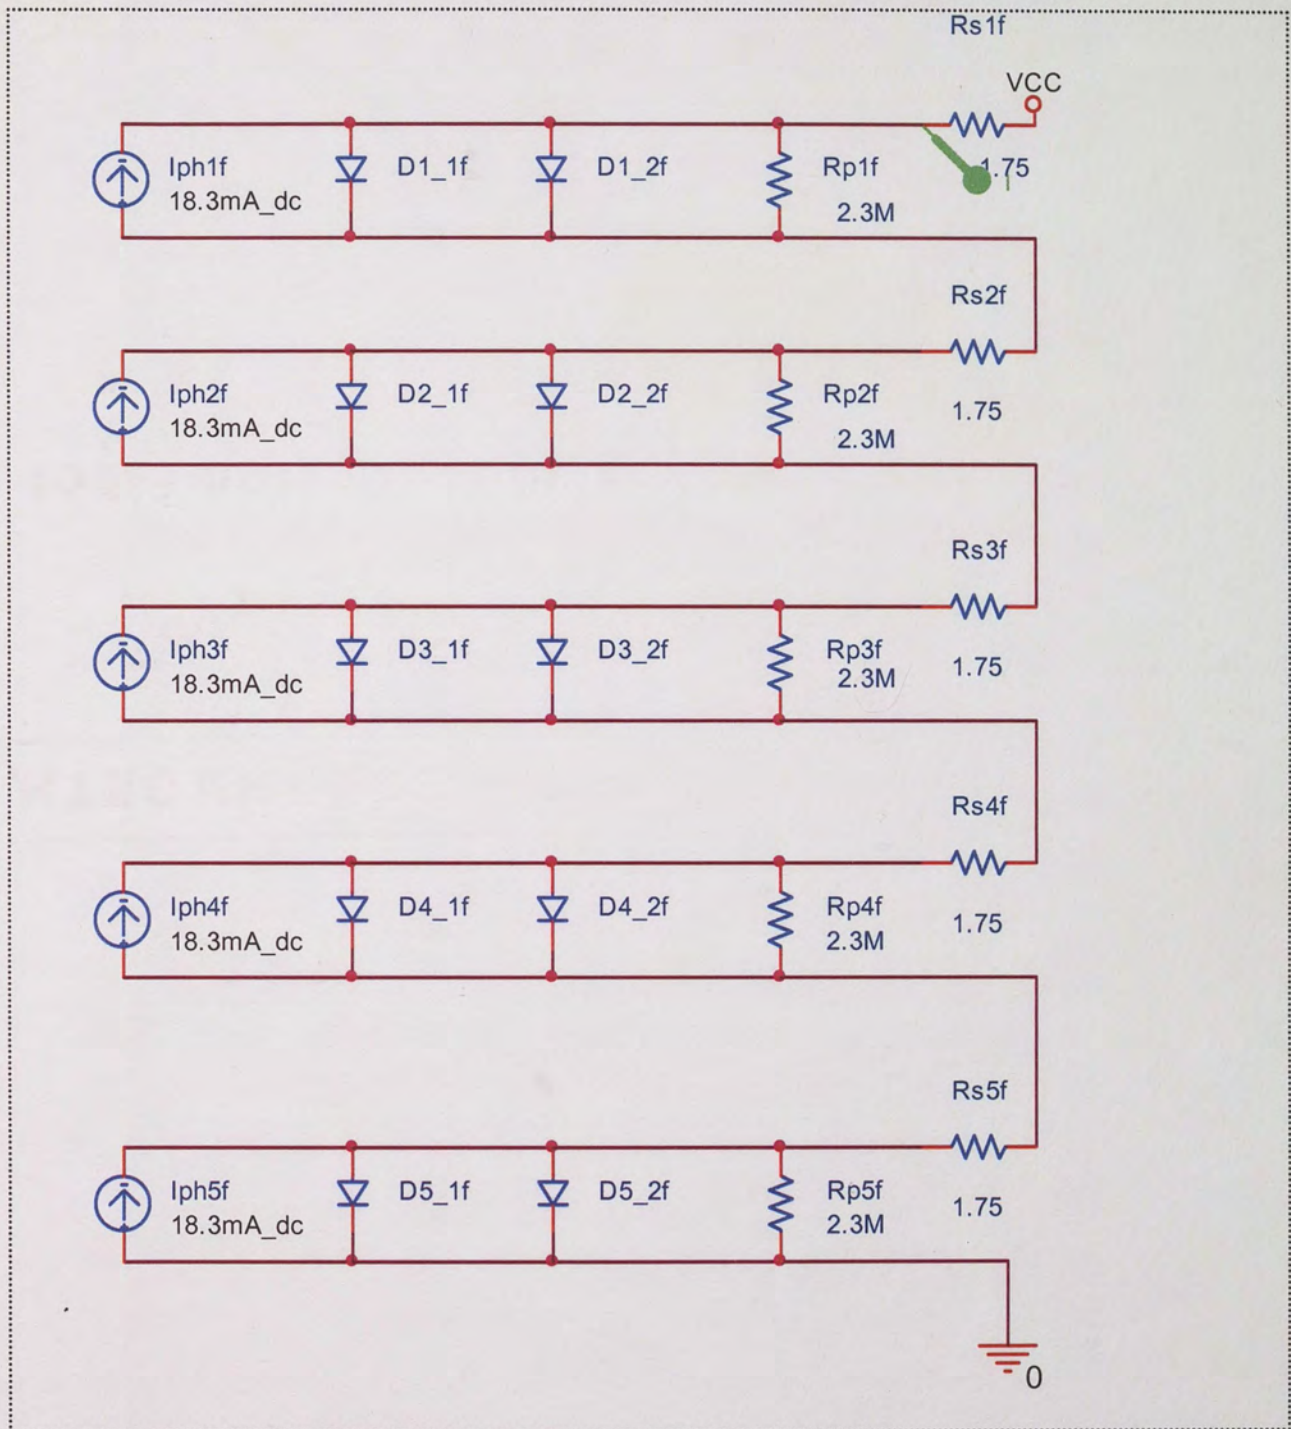 Rs1f
VCC
Iph1f
18.3mA_dc
D1_1f
D1_2f
Rp1f
2.3M
1.75
I
Rs2f
Iph2f
18.3mA_dc
D2_1f
D2_2f
Rp2f
2.3M
1.75
Rs3f
Iph3f
18.3mA_dc
D3_1f
D3_2f
Rp3f
2.3M
1.75
Rs4f
Iph4f
18.3mA_dc
D4_1f
D4_2f
Rp4f
2.3M
1.75
Rs5f
Iph5f
18.3mA_dc
D5_1f
D5_2f
Rp5f
2.3M
1.75
0